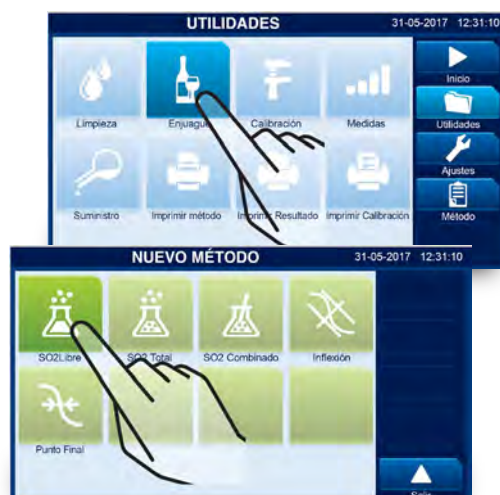 UTILIDADES 31-05-2017 12:31:10
Limpieza Enjuague Calibración Medidas
Inicio
Utilidades
Suministro Imprimir método Imprimir Resultado Imprimir Calibración
Ajustes
Método
NUEVO MÉTODO 31-05-2017 12:31:10
SO2Libre SO2 Total SO2 Combinado Inflexión
Punto Final
Salir